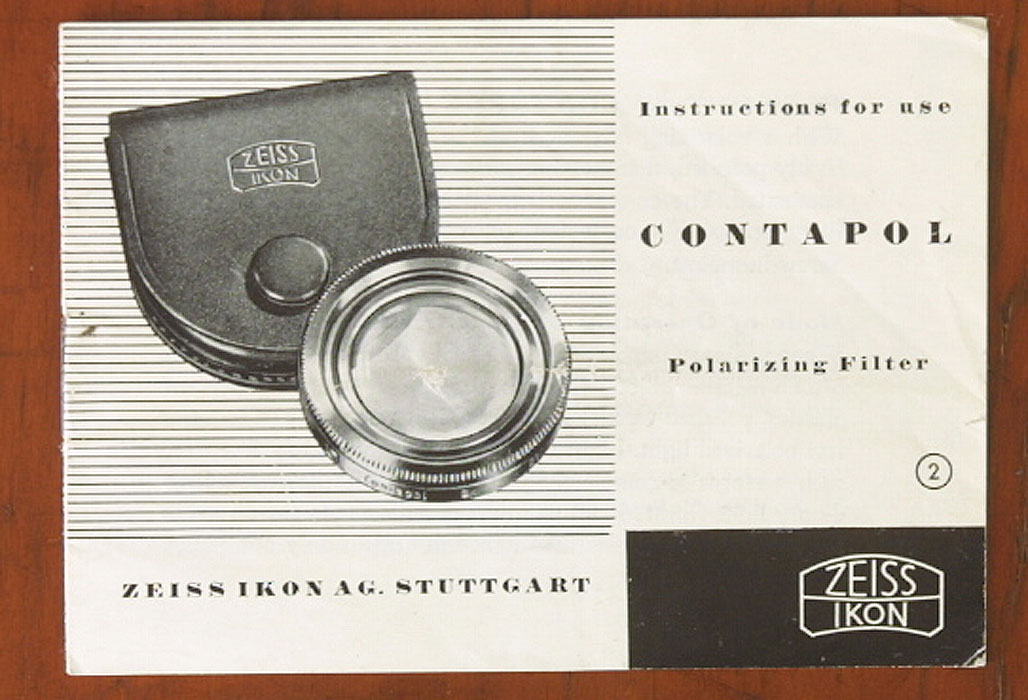 ZEISS
IKON
Instructions for use
CONTAPOL
Polarizing Filter
2
ZEISS IKON AG. STUTTGART
ZEISS
IKON